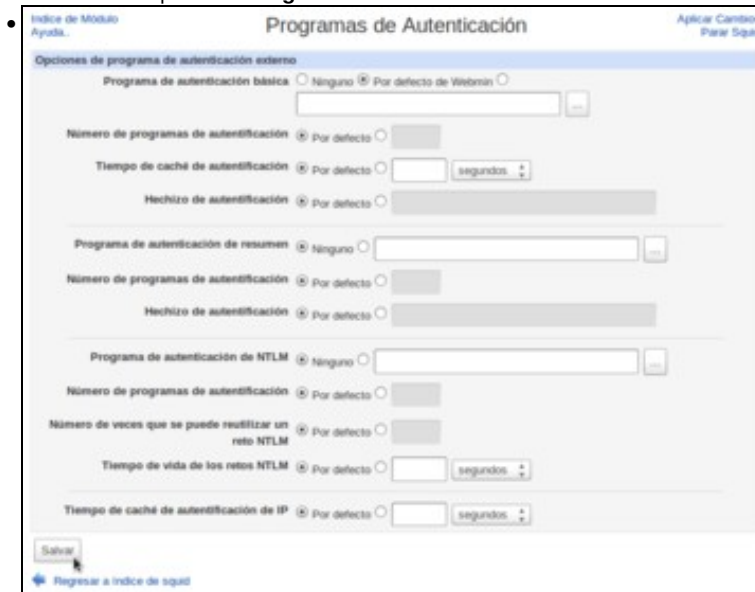 Indice de Módulo
Ayuda..
Programas de Autenticación
Aplicar Cambio
Parar Squi
Opciones de programa de autenticación externo
Programa de autenticación básica Ninguno Por defecto de Webmin
...
Número de programas de autentificación Por defecto
Tiempo de caché de autentificación Por defecto segundos
Hechizo de autentificación Por defecto
Programa de autenticación de resumen Ninguno ...
Número de programas de autentificación Por defecto
Hechizo de autentificación Por defecto
Programa de autenticación de NTLM Ninguno ...
Número de programas de autentificación Por defecto
Número de veces que se puede reutilizar un
reto NTLM Por defecto
Tiempo de vida de los retos NTLM Por defecto segundos
Tiempo de caché de autentificación de IP Por defecto segundos
Salvar
Regresar a índice de squid